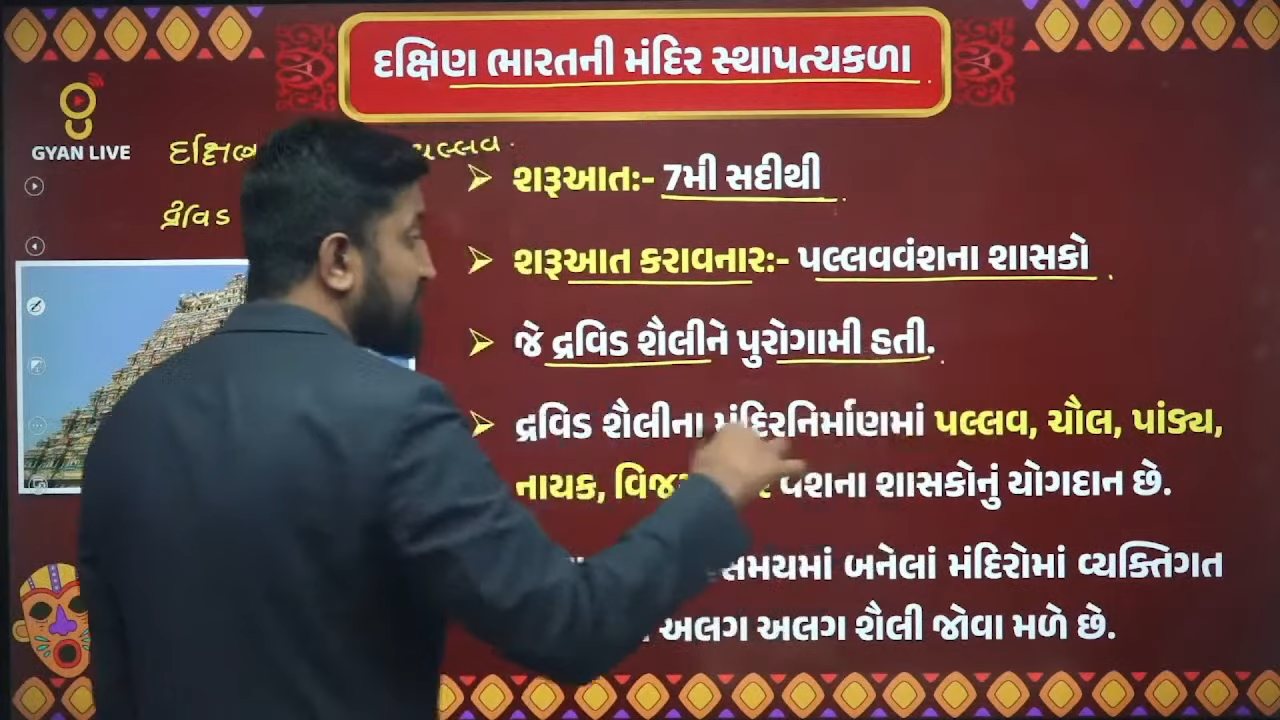 દક્ષિણ ભારતની મંદિર સ્થાપત્યકળા
GYAN LIVE
પલ્લવ
દ્રવિડ
શરૂઆત:- 7મી સદીથી
શરૂઆત કરાવનાર:- પલ્લવવંશના શાસકો
જે દ્રવિડ શૈલીને પુરોગામી હતી.
દ્રવિડ શૈલીના મંદિરનિર્માણમાં પલ્લવ, ચૌલ, પાંડ્ય,
નાયક, વંશના શાસકોનું યોગદાન છે.
સમયમાં બનેલાં મંદિરોમાં વ્યક્તિગત
અલગ અલગ શૈલી જોવા મળે છે.